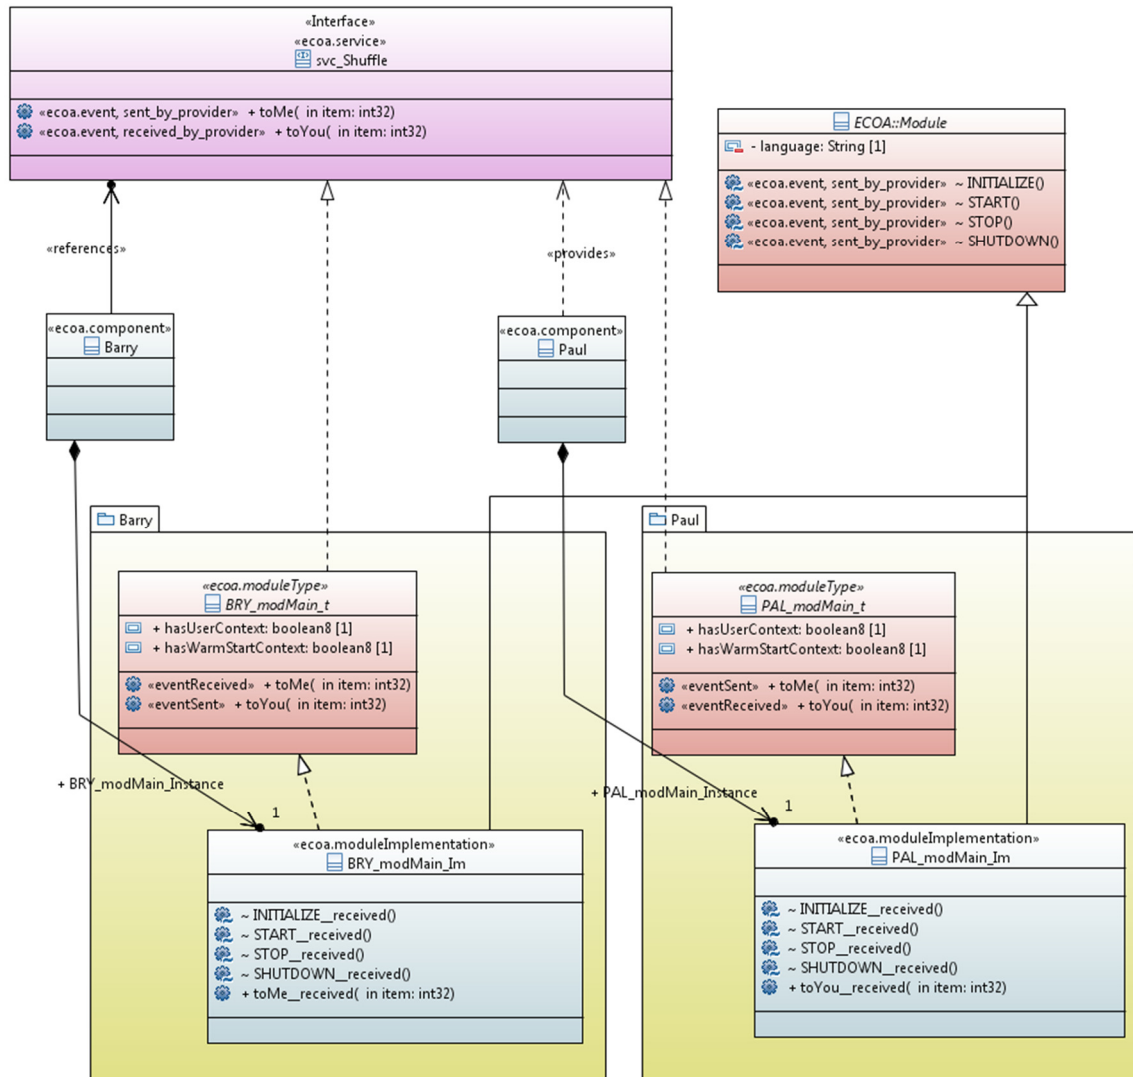 «Interface»
«ecoa.service»
svc_Shuffle
«ecoa.event, sent_by_provider» + toMe( in item: int32)
«ecoa.event, received_by_provider» + toYou( in item: int32)
ECOA::Module
- language: String [1]
«ecoa.event, sent_by_provider» ~ INITIALIZE()
«ecoa.event, sent_by_provider» ~ START()
«ecoa.event, sent_by_provider» ~ STOP()
«ecoa.event, sent_by_provider» ~ SHUTDOWN()
«references»
«provides»
«ecoa.component»
Barry
«ecoa.component»
Paul
Barry
«ecoa.moduleType»
BRY_modMain_t
+ hasUserContext: boolean8 [1]
+ hasWarmStartContext: boolean8 [1]
«eventReceived» + toMe( in item: int32)
«eventSent» + toYou( in item: int32)
+ BRY_modMain_Instance
1
«ecoa.moduleImplementation»
BRY_modMain_Im
~ INITIALIZE__received()
~ START__received()
~ STOP__received()
~ SHUTDOWN__received()
+ toMe__received( in item: int32)
Paul
«ecoa.moduleType»
PAL_modMain_t
+ hasUserContext: boolean8 [1]
+ hasWarmStartContext: boolean8 [1]
«eventSent» + toMe( in item: int32)
«eventReceived» + toYou( in item: int32)
+ PAL_modMain_Instance
1
«ecoa.moduleImplementation»
PAL_modMain_Im
~ INITIALIZE__received()
~ START__received()
~ STOP__received()
~ SHUTDOWN__received()
+ toYou__received( in item: int32)